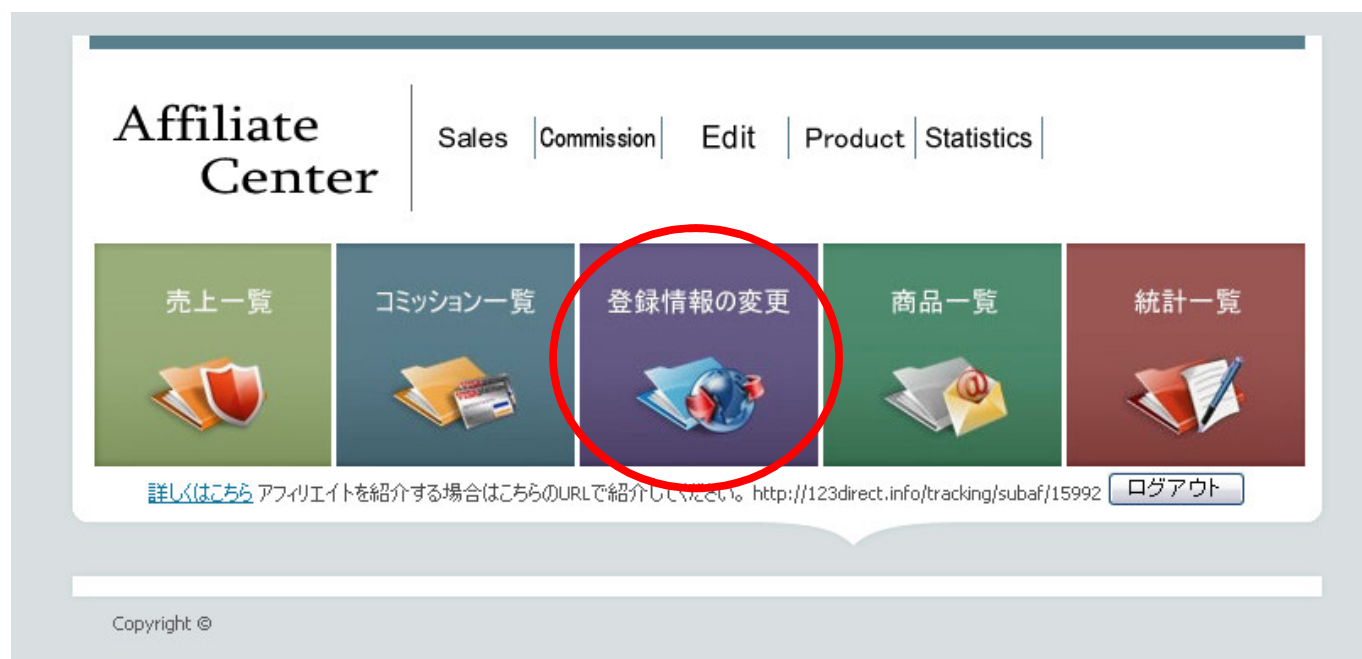 Affiliate
Center
Sales Commission Edit Product Statistics
売上一覧 コミッション一覧 登録情報の変更 商品一覧 統計一覧
詳しくはこちら アフィリエイトを紹介する場合はこちらのURLで紹介してください。 http://123direct.info/tracking/subaf/15992 ログアウト
Copyright ©